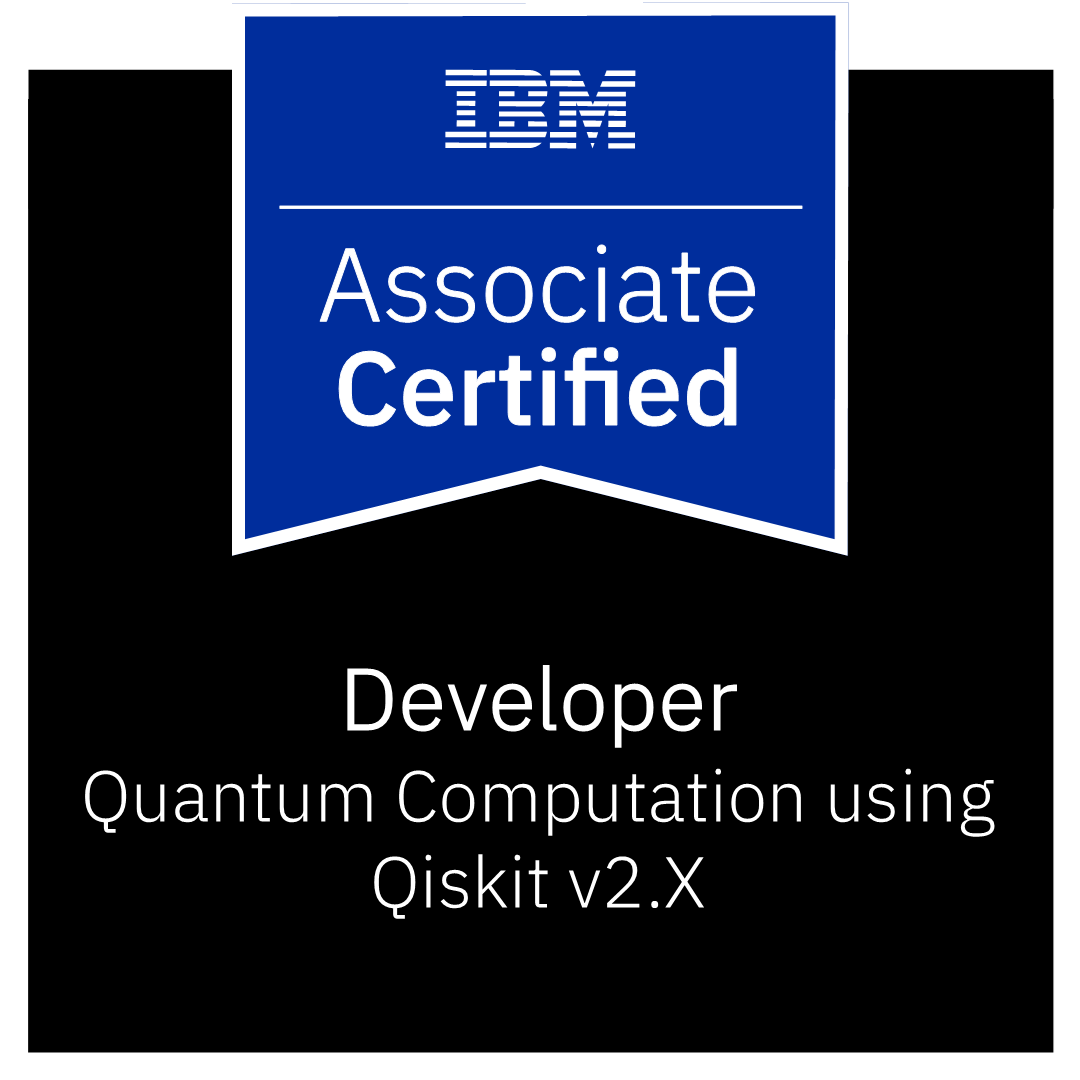 IBM
Associate
Certified
Developer
Quantum Computation using
Qiskit v2.X